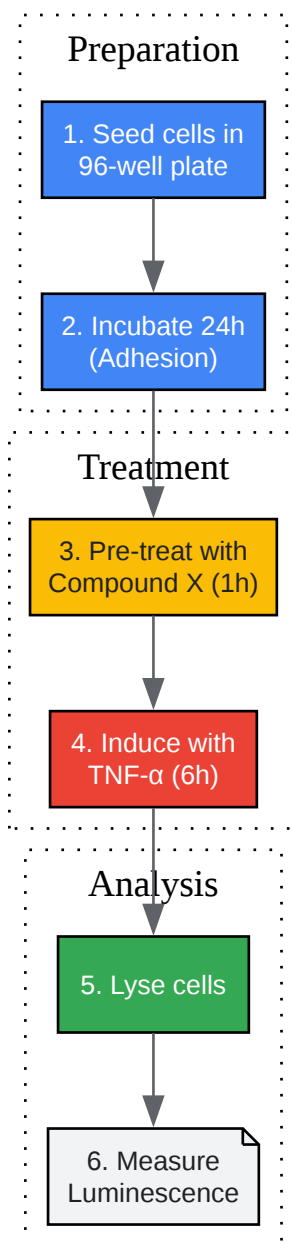 Preparation
1. Seed cells in
96-well plate
2. Incubate 24h
(Adhesion)
Treatment
3. Pre-treat with
Compound X (1h)
4. Induce with
TNF-α (6h)
Analysis
5. Lyse cells
6. Measure
Luminescence